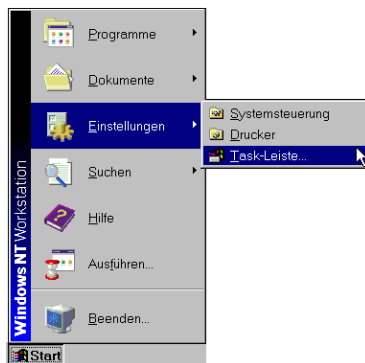 Programme
Dokumente
Einstellungen
Systemsteuerung
Drucker
Task-Leiste...
Suchen
Hilfe
Ausführen...
Beenden...
Windows NT Workstation
Start